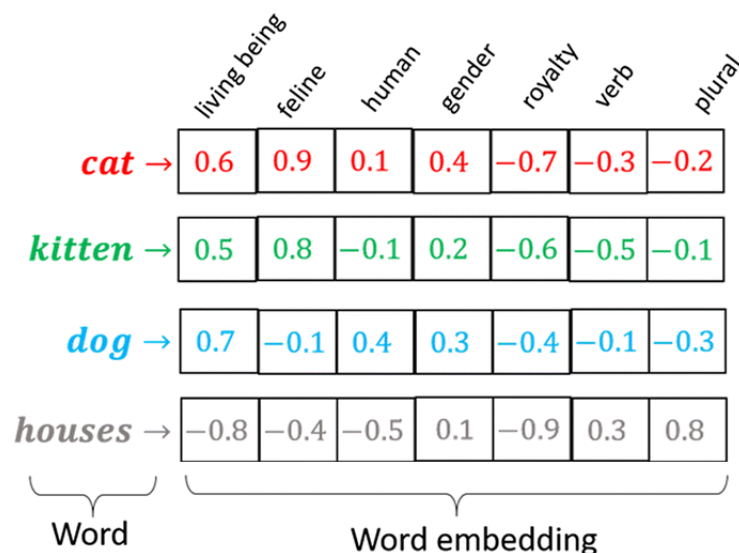 living being feline human gender royalty verb plural
cat → 0.6 0.9 0.1 0.4 −0.7 −0.3 −0.2
kitten → 0.5 0.8 −0.1 0.2 −0.6 −0.5 −0.1
dog → 0.7 −0.1 0.4 0.3 −0.4 −0.1 −0.3
houses → −0.8 −0.4 −0.5 0.1 −0.9 0.3 0.8
Word Word embedding